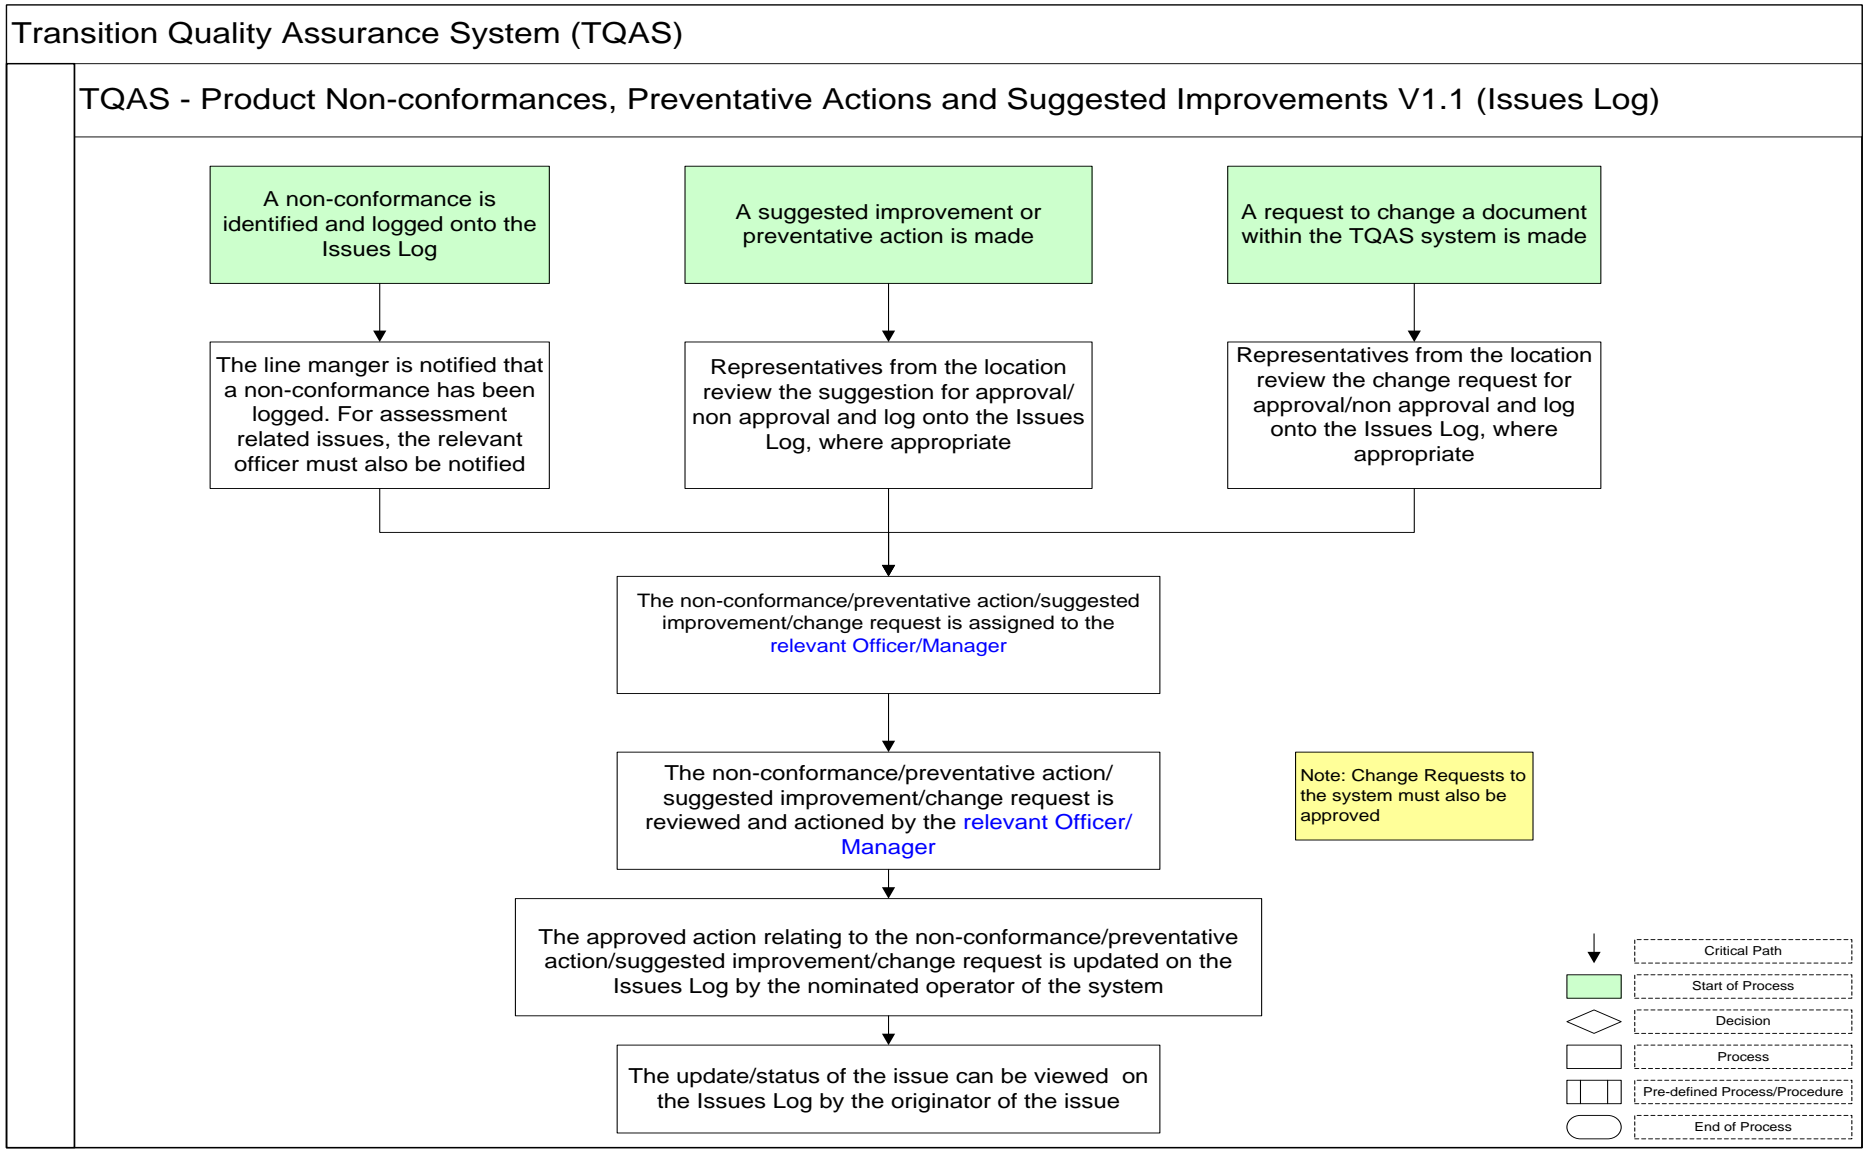 Transition Quality Assurance System (TQAS)
TQAS - Product Non-conformances, Preventative Actions and Suggested Improvements V1.1 (Issues Log)
A non-conformance is
identified and logged onto the
Issues Log
A suggested improvement or
preventative action is made
A request to change a document
within the TQAS system is made
The line manger is notified that
a non-conformance has been
logged. For assessment
related issues, the relevant
officer must also be notified
Representatives from the location
review the suggestion for approval/
non approval and log onto the Issues
Log, where appropriate
Representatives from the location
review the change request for
approval/non approval and log
onto the Issues Log, where
appropriate
The non-conformance/preventative action/suggested
improvement/change request is assigned to the
relevant Officer/Manager
The non-conformance/preventative action/
suggested improvement/change request is
reviewed and actioned by the relevant Officer/
Manager
Note: Change Requests to
the system must also be
approved
The approved action relating to the non-conformance/preventative
action/suggested improvement/change request is updated on the
Issues Log by the nominated operator of the system
The update/status of the issue can be viewed  on
the Issues Log by the originator of the issue
Critical Path
Start of Process
Decision
Process
Pre-defined Process/Procedure
End of Process